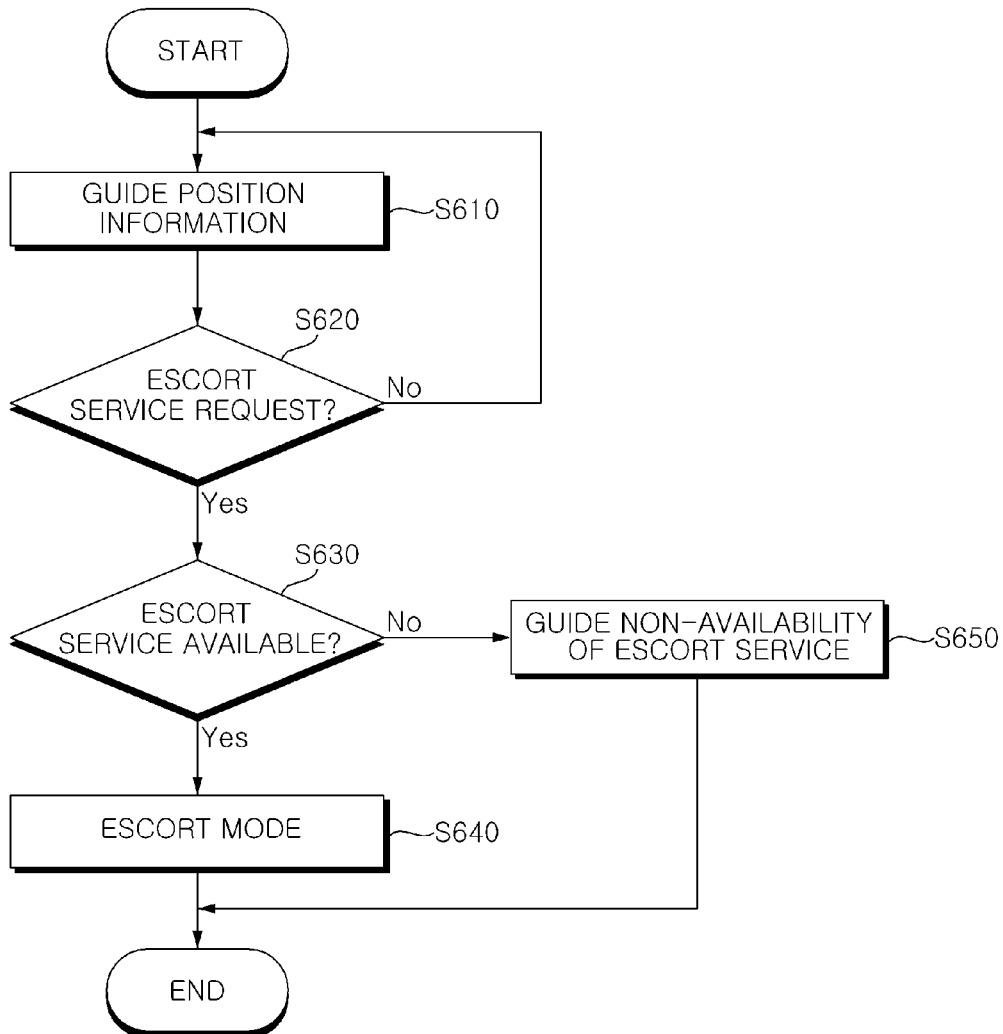 START
GUIDE POSITION
INFORMATION
S610
S620
ESCORT
SERVICE REQUEST?
No
Yes
S630
ESCORT
SERVICE AVAILABLE?
No
GUIDE NON-AVAILABILITY
OF ESCORT SERVICE
S650
Yes
ESCORT MODE
S640
END